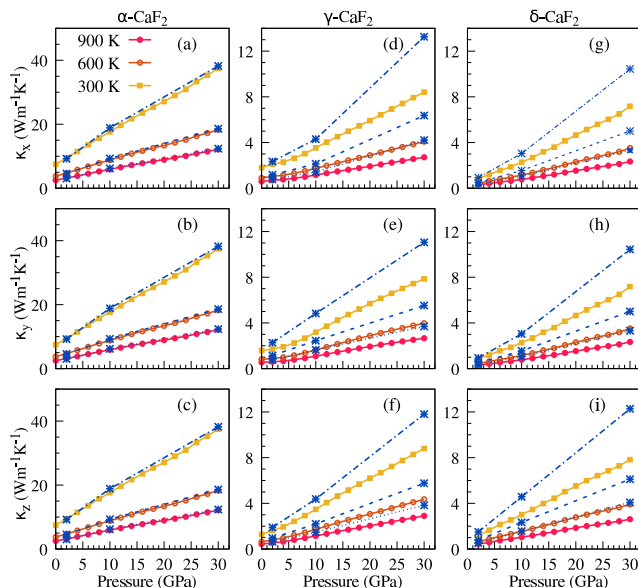 α-CaF2 γ-CaF2 δ-CaF2
900 K
600 K
300 K
(a) (d) (g)
κx (Wm-1K-1)
40
20
0
12
8
4
0
12
8
4
0
(b) (e) (h)
κy (Wm-1K-1)
40
20
0
12
8
4
0
12
8
4
0
(c) (f) (i)
κz (Wm-1K-1)
40
20
0
12
8
4
0
12
8
4
0
0 5 10 15 20 25 30
0 5 10 15 20 25 30
0 5 10 15 20 25 30
Pressure (GPa) Pressure (GPa) Pressure (GPa)